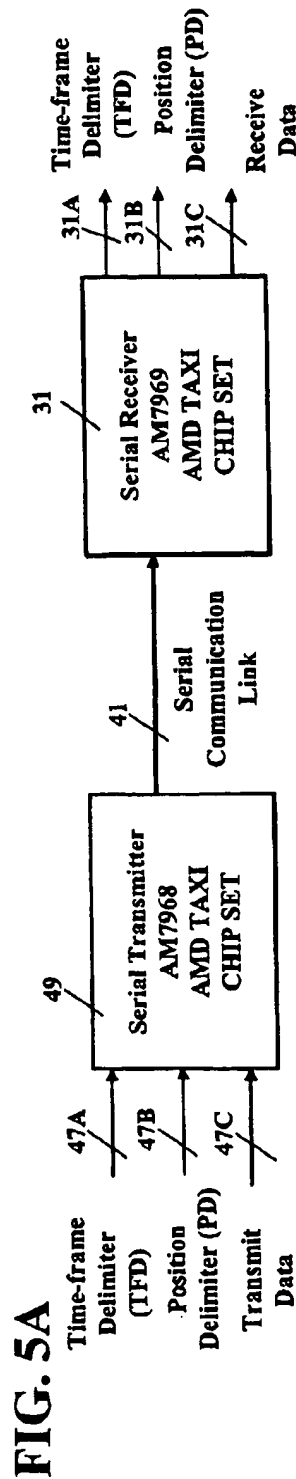 FIG. 5A
Time-frame
Delimiter
(TFD)
Position
Delimiter (PD)
Transmit
Data
47A
47B
47C
49
Serial Transmitter
AM7968
AMD TAXI
CHIP SET
41
Serial
Communication
Link
31
Serial Receiver
AM7969
AMD TAXI
CHIP SET
31A
31B
31C
Time-frame
Delimiter
(TFD)
Position
Delimiter (PD)
Receive
Data